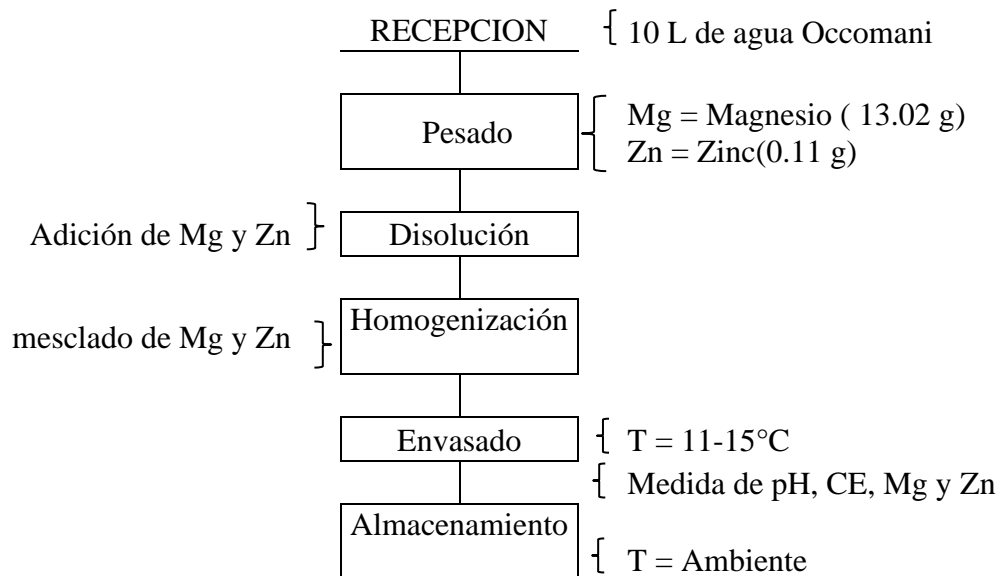 RECEPCION
10 L de agua Occomani
Pesado
Mg = Magnesio ( 13.02 g)
Zn = Zinc(0.11 g)
Adición de Mg y Zn
Disolución
Homogenización
mesclado de Mg y Zn
Envasado
T = 11-15°C
Medida de pH, CE, Mg y Zn
Almacenamiento
T = Ambiente